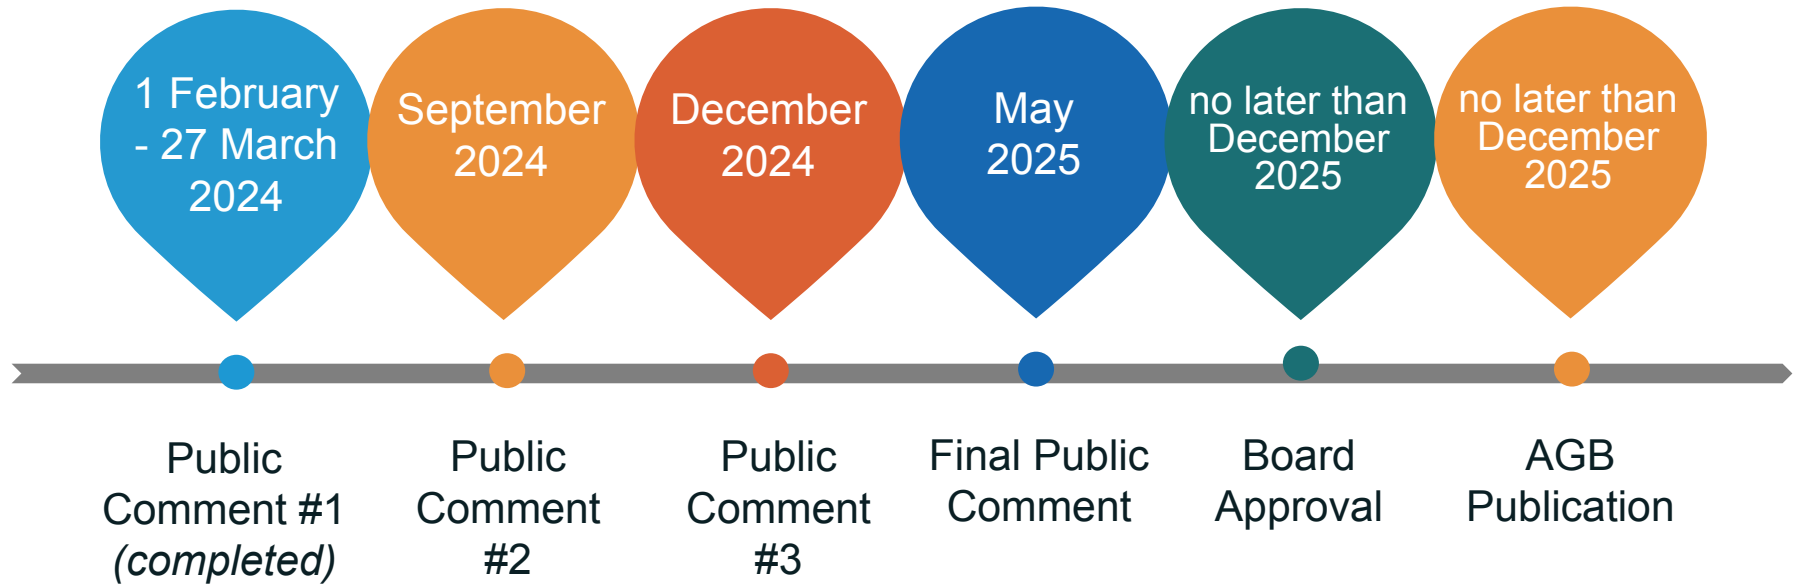 1 February
- 27 March
2024
September
2024
December
2024
May
2025
no later than
December
2025
no later than
December
2025
Public
Comment #1
(completed)
Public
Comment
#2
Public
Comment
#3
Final Public
Comment
Board
Approval
AGB
Publication